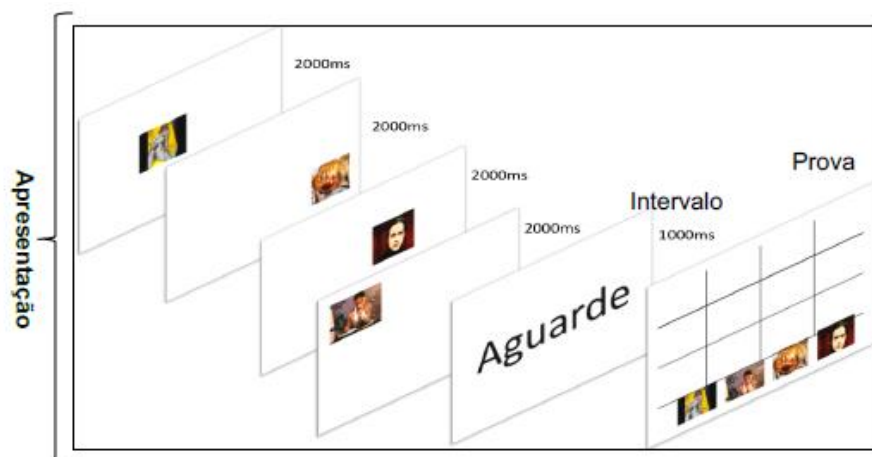 Apresentação
2000ms
2000ms
2000ms
2000ms
Intervalo
1000ms
Aguarde
Prova